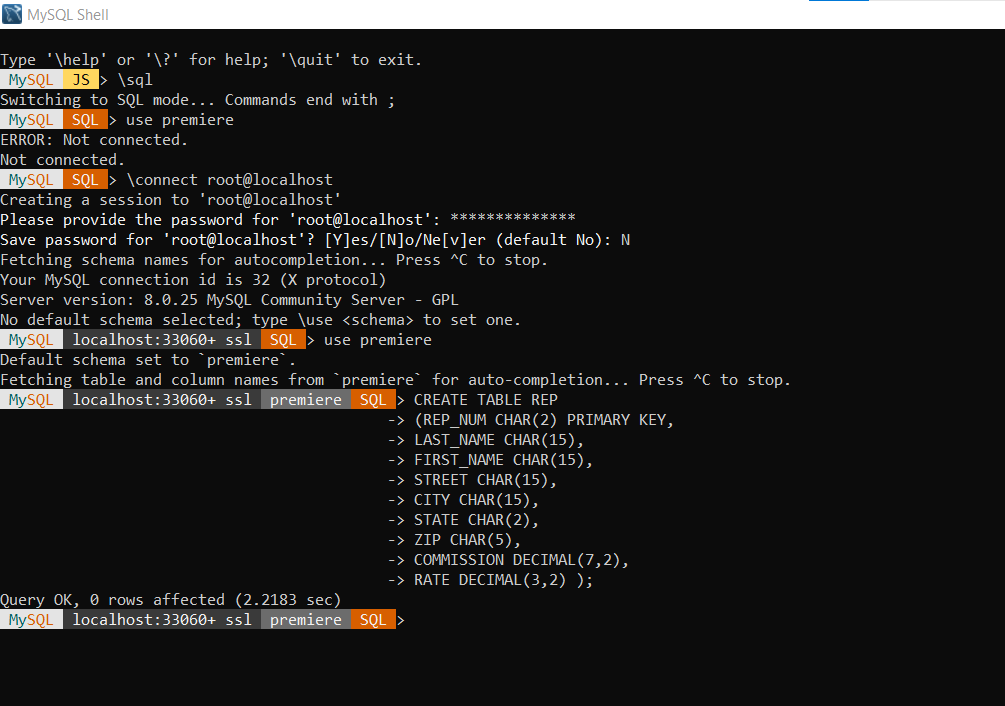 MySQL Shell
Type '\help' or '\?' for help; '\quit' to exit.
MySQL JS > \sql
Switching to SQL mode... Commands end with ;
MySQL SQL > use premiere
ERROR: Not connected.
Not connected.
MySQL SQL > \connect root@localhost
Creating a session to 'root@localhost'
Please provide the password for 'root@localhost': **************
Save password for 'root@localhost'? [Y]es/[N]o/Ne[v]er (default No): N
Fetching schema names for autocompletion... Press ^C to stop.
Your MySQL connection id is 32 (X protocol)
Server version: 8.0.25 MySQL Community Server - GPL
No default schema selected; type \use <schema> to set one.
MySQL localhost:33060+ ssl SQL > use premiere
Default schema set to `premiere`.
Fetching table and column names from `premiere` for auto-completion... Press ^C to stop.
MySQL localhost:33060+ ssl premiere SQL > CREATE TABLE REP
-> (REP_NUM CHAR(2) PRIMARY KEY,
-> LAST_NAME CHAR(15),
-> FIRST_NAME CHAR(15),
-> STREET CHAR(15),
-> CITY CHAR(15),
-> STATE CHAR(2),
-> ZIP CHAR(5),
-> COMMISSION DECIMAL(7,2),
-> RATE DECIMAL(3,2) );
Query OK, 0 rows affected (2.2183 sec)
MySQL localhost:33060+ ssl premiere SQL >